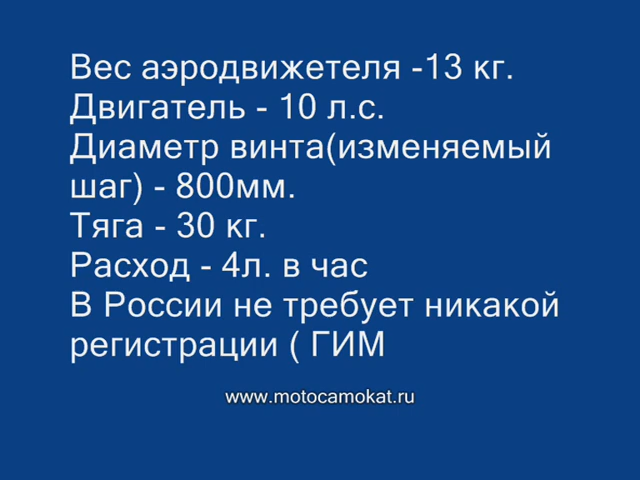 Вес аэродвижетеля -13 кг.
Двигатель - 10 л.с.
Диаметр винта(изменяемый
шаг) - 800мм.
Тяга - 30 кг.
Расход - 4л. в час
В России не требует никакой
регистрации ( ГИМ
www.motocamokat.ru